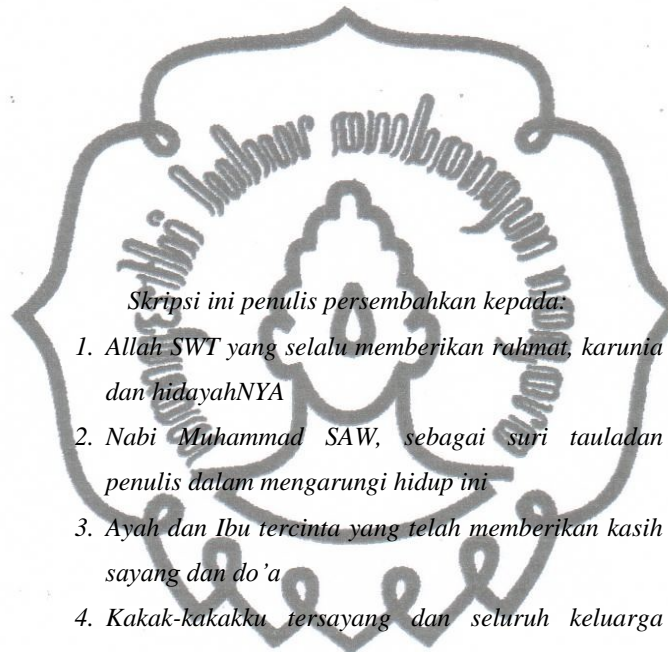 Skripsi ini penulis persembahkan kepada:
1. Allah SWT yang selalu memberikan rahmat, karunia
dan hidayahNYA
2. Nabi Muhammad SAW, sebagai suri tauladan
penulis dalam mengarungi hidup ini
3. Ayah dan Ibu tercinta yang telah memberikan kasih
sayang dan do’a
4. Kakak-kakakku tersayang dan seluruh keluarga